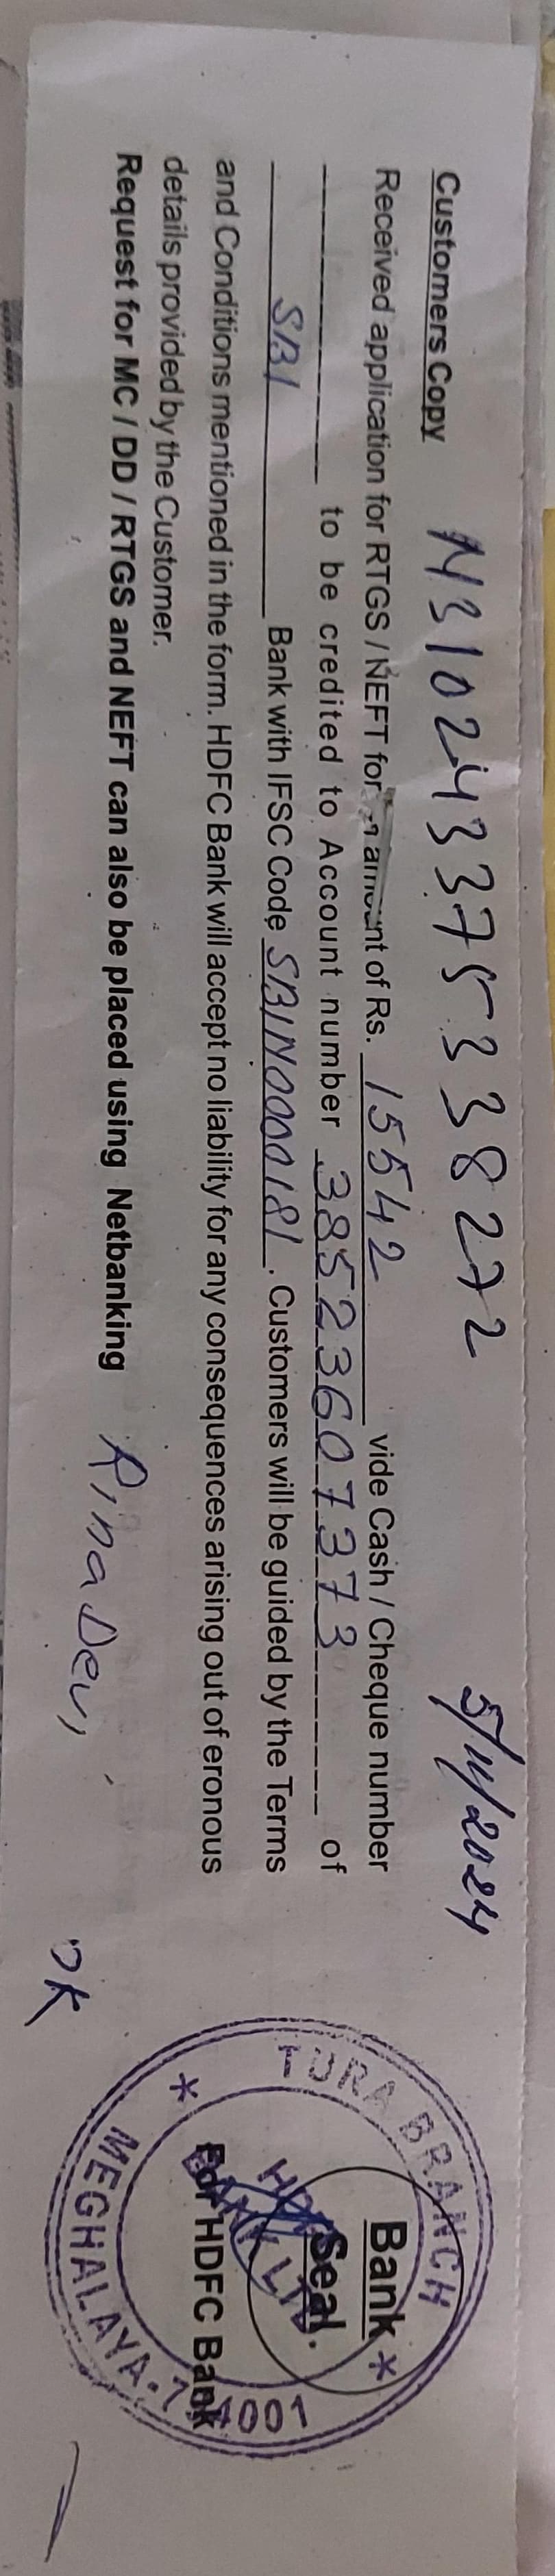 Customers Copy N310243375338272 5/11/2024
Received application for RTGS / NEFT for amount of Rs. 15542 vide Cash / Cheque number
to be credited to Account number 38523607373 of
SBI Bank with IFSC Code SBIN0000181. Customers will be guided by the Terms
and Conditions mentioned in the form. HDFC Bank will accept no liability for any consequences arising out of eronous
details provided by the Customer.
Request for MC / DD / RTGS and NEFT can also be placed using Netbanking
Rina Devi
OK
TURA BRANCH
Bank
Seal.
For HDFC Bank
MEGHALAYA